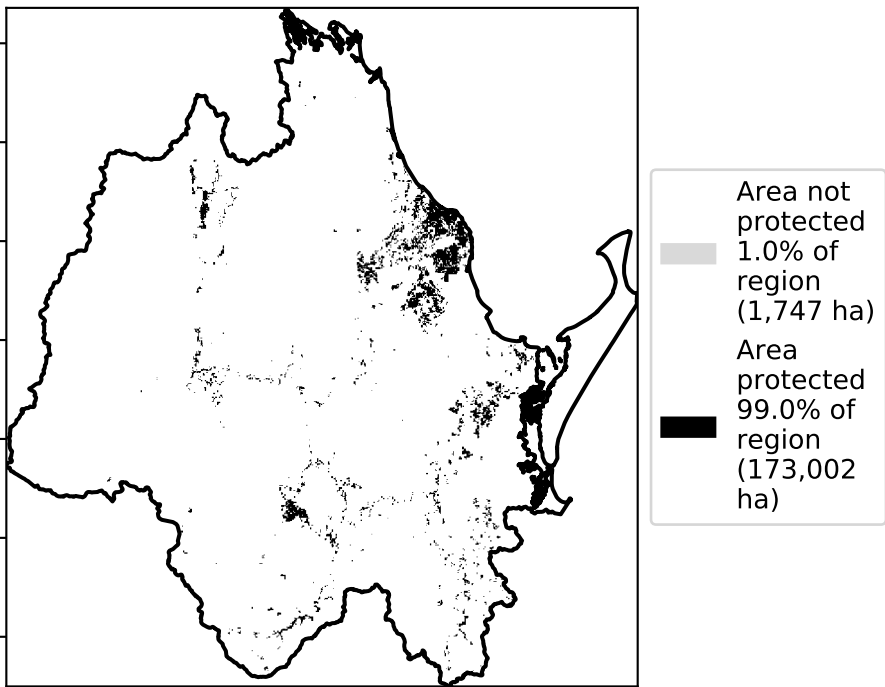 Area not
protected
1.0% of
region
(1,747 ha)
Area
protected
99.0% of
region
(173,002
ha)